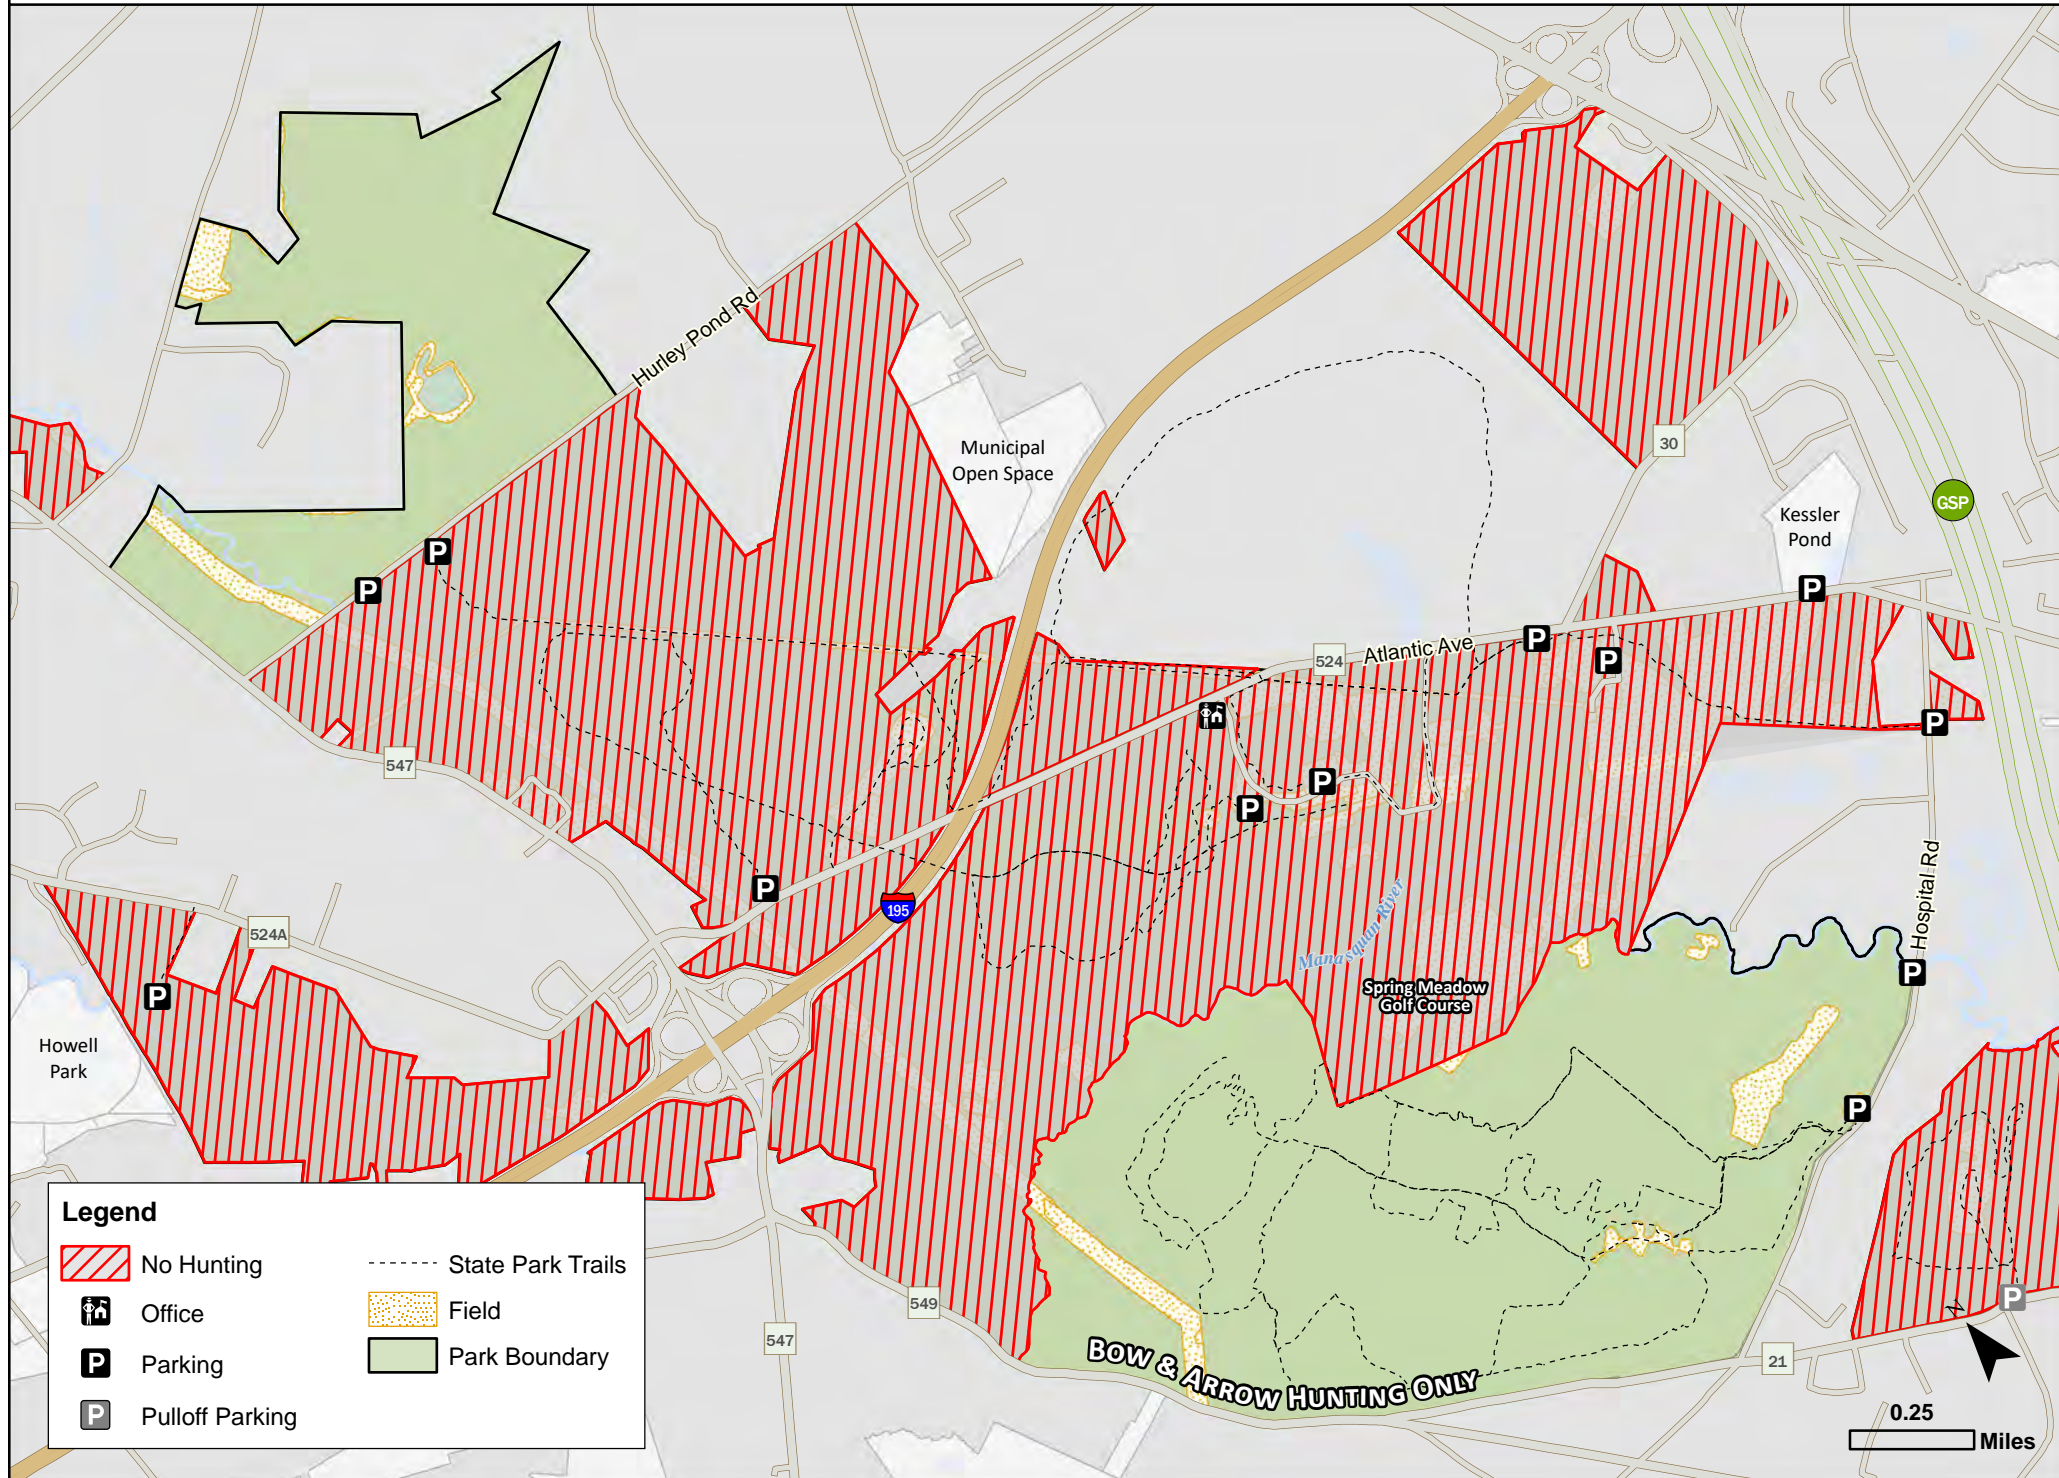 Hurley Pond Rd
Municipal
Open Space
30
GSP
Kessler
Pond
P
P
P
P
524
Atlantic Ave
P
P
P
547
P
P
P
195
524A
Hospital Rd
Manasquan River
P
P
Spring Meadow
Golf Course
Howell
Park
P
Legend
No Hunting
State Park Trails
Office
Field
P Parking
Park Boundary
P Pulloff Parking
549
547
BOW & ARROW HUNTING ONLY
21
P
N
0.25
Miles